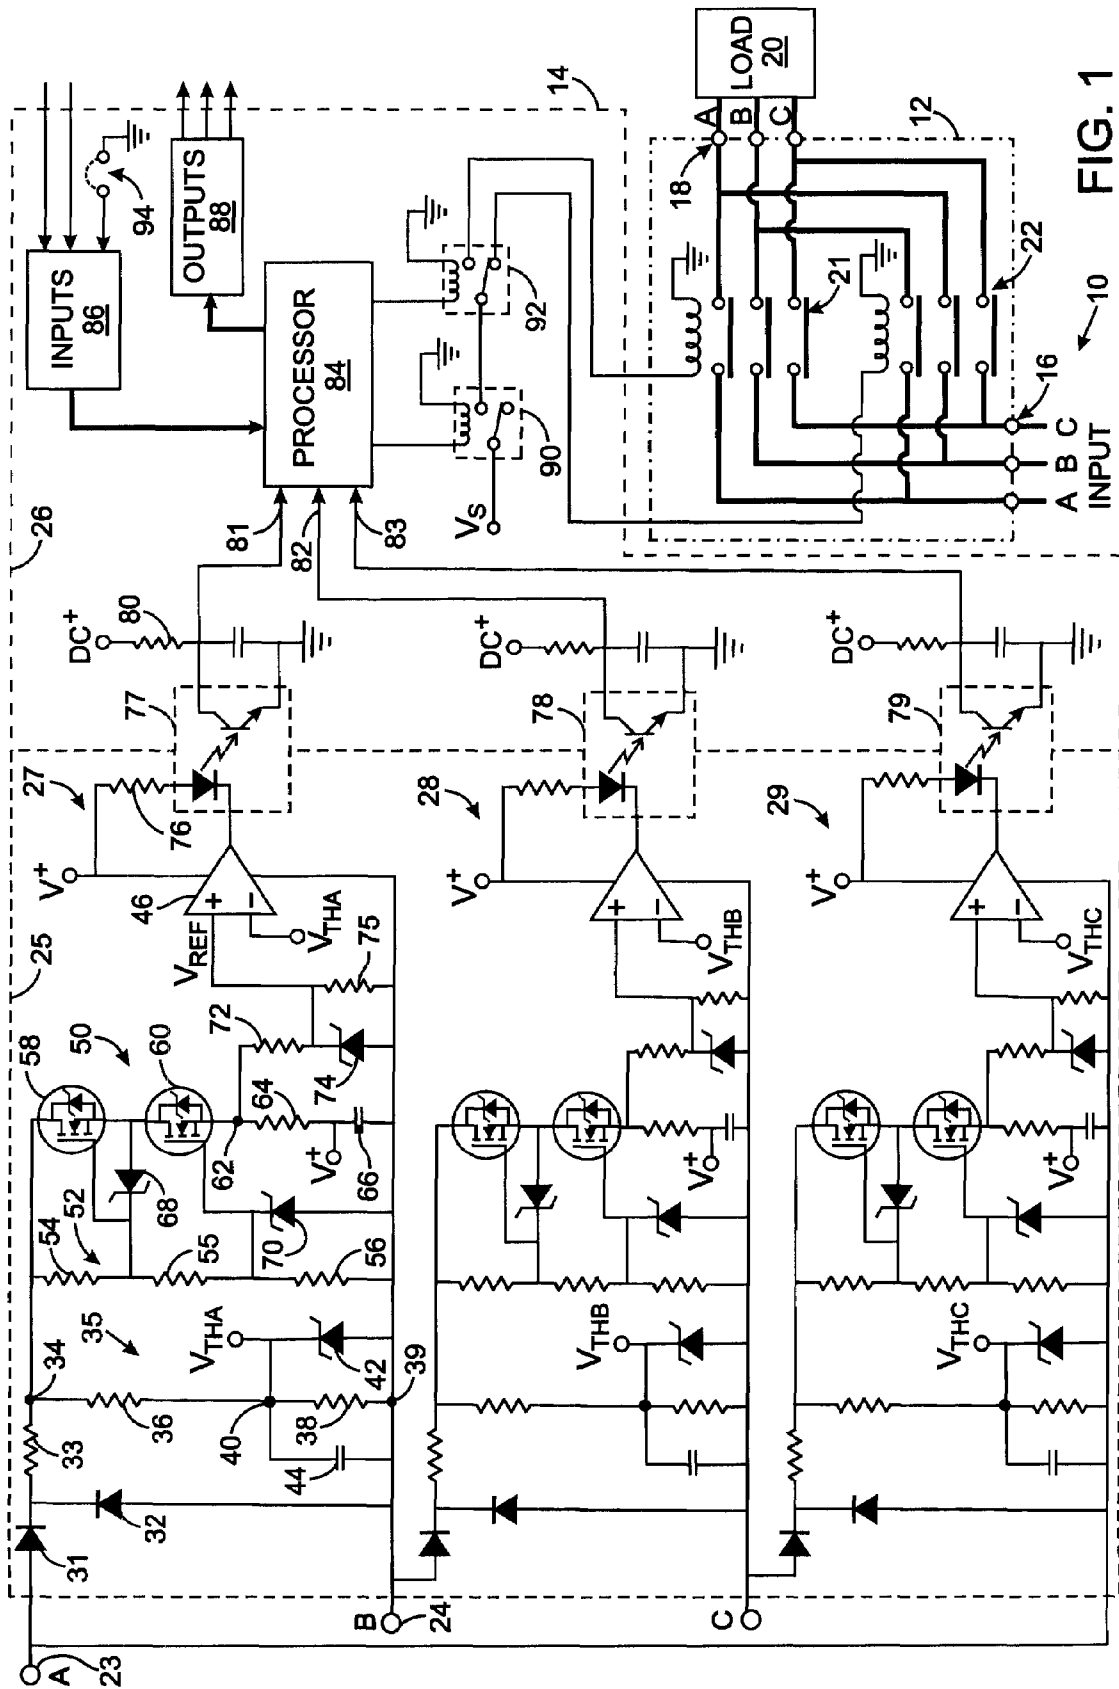 FIG. 1
10
12
14
16
18
LOAD
20
A
B
C
21
22
A B C
INPUT
INPUTS
86
94
OUTPUTS
88
PROCESSOR
84
90
92
VS
81
82
83
26
25
DC+
80
77
DC+
78
DC+
79
27
V+
76
46
VREF
VTHA
75
28
V+
VTHB
29
V+
VTHC
58
50
60
72
74
64
62
V+
66
68
70
52
54
55
56
V+
V+
34
35
36
33
VTHA
42
40
38
39
44
31
32
VTHB
VTHC
A
23
B
24
C